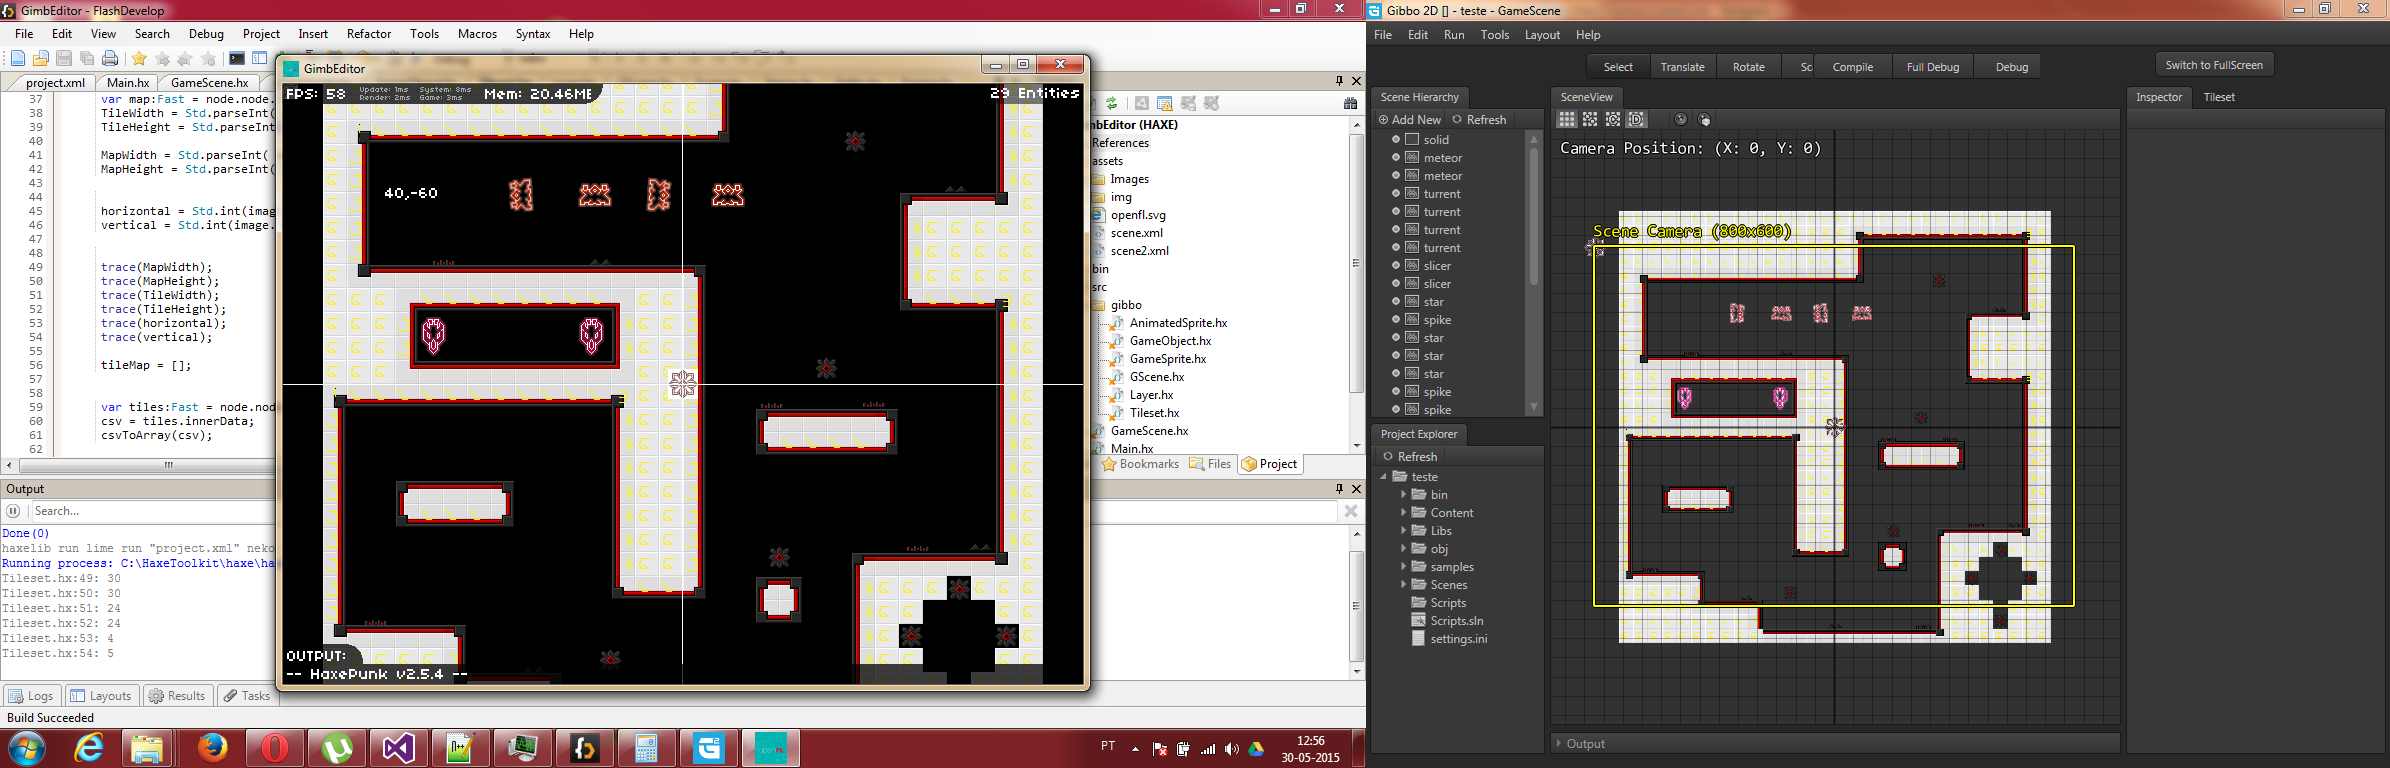 GimbEditor - FlashDevelop
File Edit View Search Debug Project Insert Refactor Tools Macros Syntax Help
project.xml Main.hx GameScene.hx
37 var map:Fast = node.node.
38 TileWidth = Std.parseInt(
39 TileHeight = Std.parseInt
40
41 MapWidth = Std.parseInt(
42 MapHeight = Std.parseInt(
43
44
45 horizontal = Std.int(imag
46 vertical = Std.int(image.
47
48
49 trace(MapWidth);
50 trace(MapHeight);
51 trace(TileWidth);
52 trace(TileHeight);
53 trace(horizontal);
54 trace(vertical);
55
56 tileMap = [];
57
58
59 var tiles:Fast = node.nod
60 csv = tiles.innerData;
61 csvToArray(csv);
62
Output
Search...
Done(0)
haxelib run lime run "project.xml" neko
Running process: C:\HaxeToolkit\haxe\ha
Tileset.hx:49: 30
Tileset.hx:50: 30
Tileset.hx:51: 24
Tileset.hx:52: 24
Tileset.hx:53: 4
Tileset.hx:54: 5
Logs Layouts Results Tasks
Build Succeeded
GimbEditor
FPS: 58 Update: 1ms System: 8ms Mem: 20.46ME 29 Entities
Render: 2ms Game: 3ms
40,-60
OUTPUT:
-- HaxePunk v2.5.4 --
mbEditor (HAXE)
References
assets
Images
img
openfl.svg
scene.xml
scene2.xml
bin
src
gibbo
AnimatedSprite.hx
GameObject.hx
GameSprite.hx
GScene.hx
Layer.hx
Tileset.hx
GameScene.hx
Main.hx
Bookmarks Files Project
PT
12:56
30-05-2015
Gibbo 2D [] - teste - GameScene
File Edit Run Tools Layout Help
Select Translate Rotate Sc Compile Full Debug Debug Switch to FullScreen
Scene Hierarchy
Add New Refresh
solid
meteor
meteor
turrent
turrent
turrent
turrent
slicer
slicer
star
spike
star
star
star
spike
spike
Project Explorer
Refresh
teste
bin
Content
Libs
obj
samples
Scenes
Scripts
Scripts.sln
settings.ini
SceneView
Camera Position: (X: 0, Y: 0)
Scene Camera (800x600)
Output
Inspector Tileset